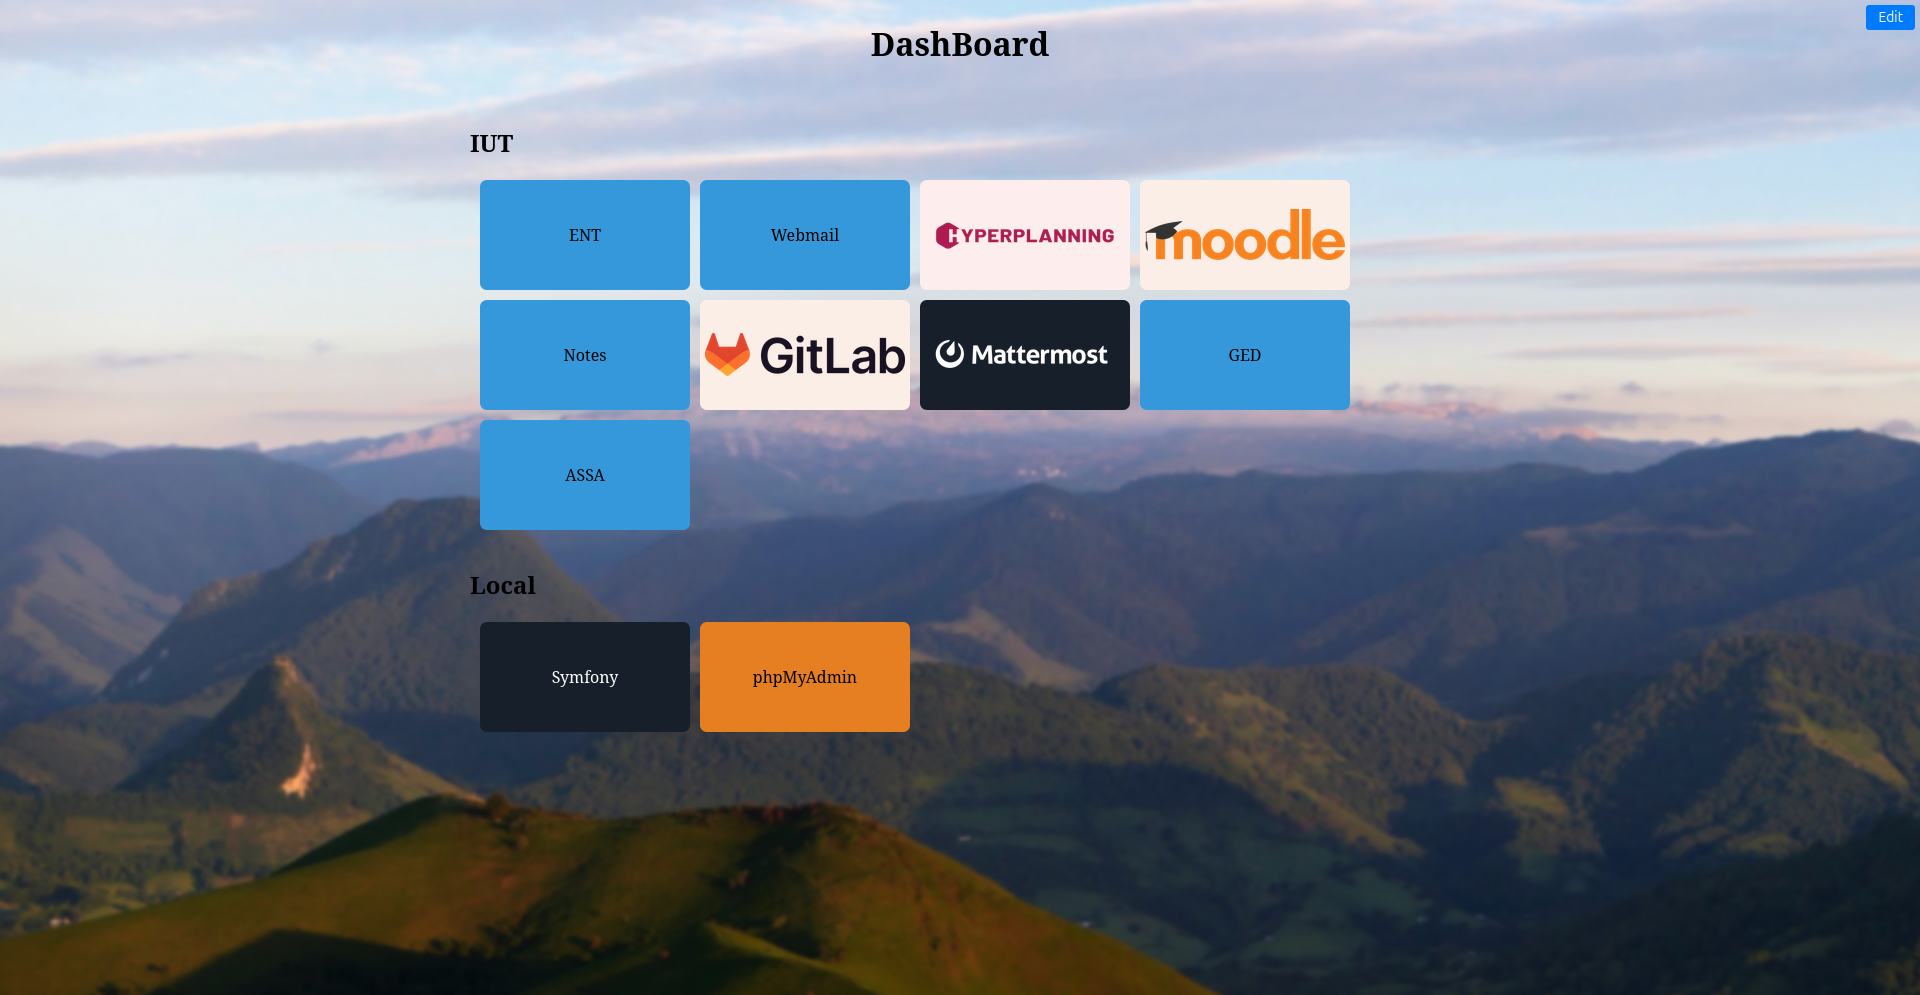 Edit
DashBoard
IUT
ENT
Webmail
HYPERPLANNING
moodle
Notes
GitLab
Mattermost
GED
ASSA
Local
Symfony
phpMyAdmin